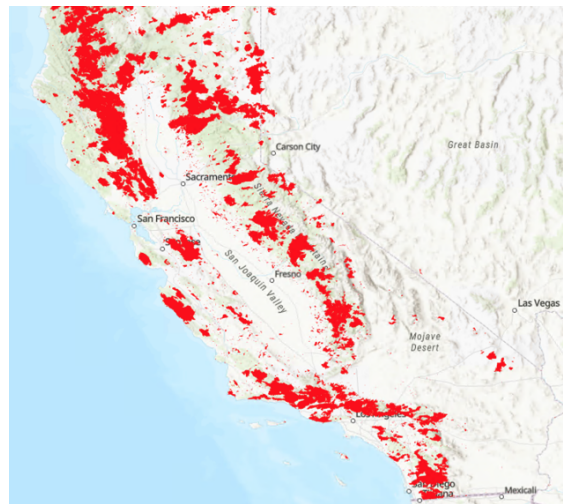 Carson City
Great Basin
Sacramento
San Francisco
San Joaquin Valley
Fresno
Las Vegas
Mojave
Desert
Mexicali